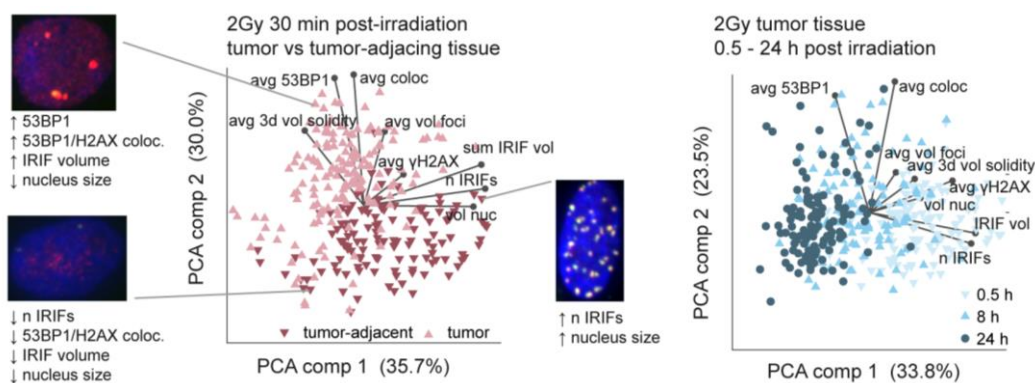 2Gy 30 min post-irradiation
tumor vs tumor-adjacing tissue
↑ 53BP1
↑ 53BP1/H2AX coloc.
↑ IRIF volume
↓ nucleus size
↓ n IRIFs
↓ 53BP1/H2AX coloc.
↓ IRIF volume
↓ nucleus size
PCA comp 2 (30.0%)
avg 53BP1
avg coloc
avg 3d vol solidity
avg vol foci
avg γH2AX
sum IRIF vol
n IRIFs
vol nuc
tumor-adjacent
tumor
PCA comp 1 (35.7%)
↑ n IRIFs
↑ nucleus size
2Gy tumor tissue
0.5 - 24 h post irradiation
PCA comp 2 (23.5%)
avg 53BP1
avg coloc
avg vol foci
avg 3d vol solidity
avg γH2AX
vol nuc
IRIF vol
n IRIFs
0.5 h
8 h
24 h
PCA comp 1 (33.8%)